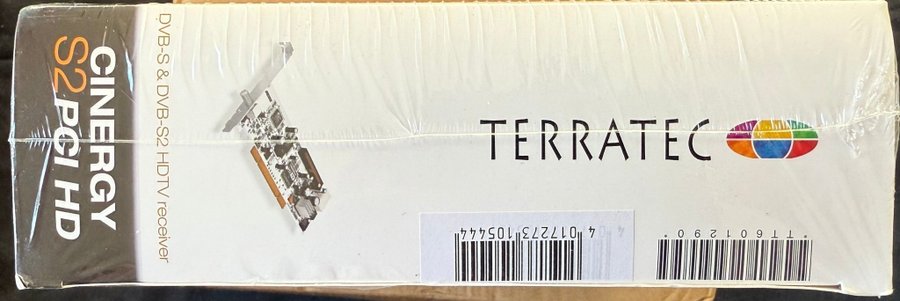 CINERGY
S2 PCI HD
DVB-S & DVB-S2 HDTV receiver
TERRATEC
4 017273 105444
*TT601290*